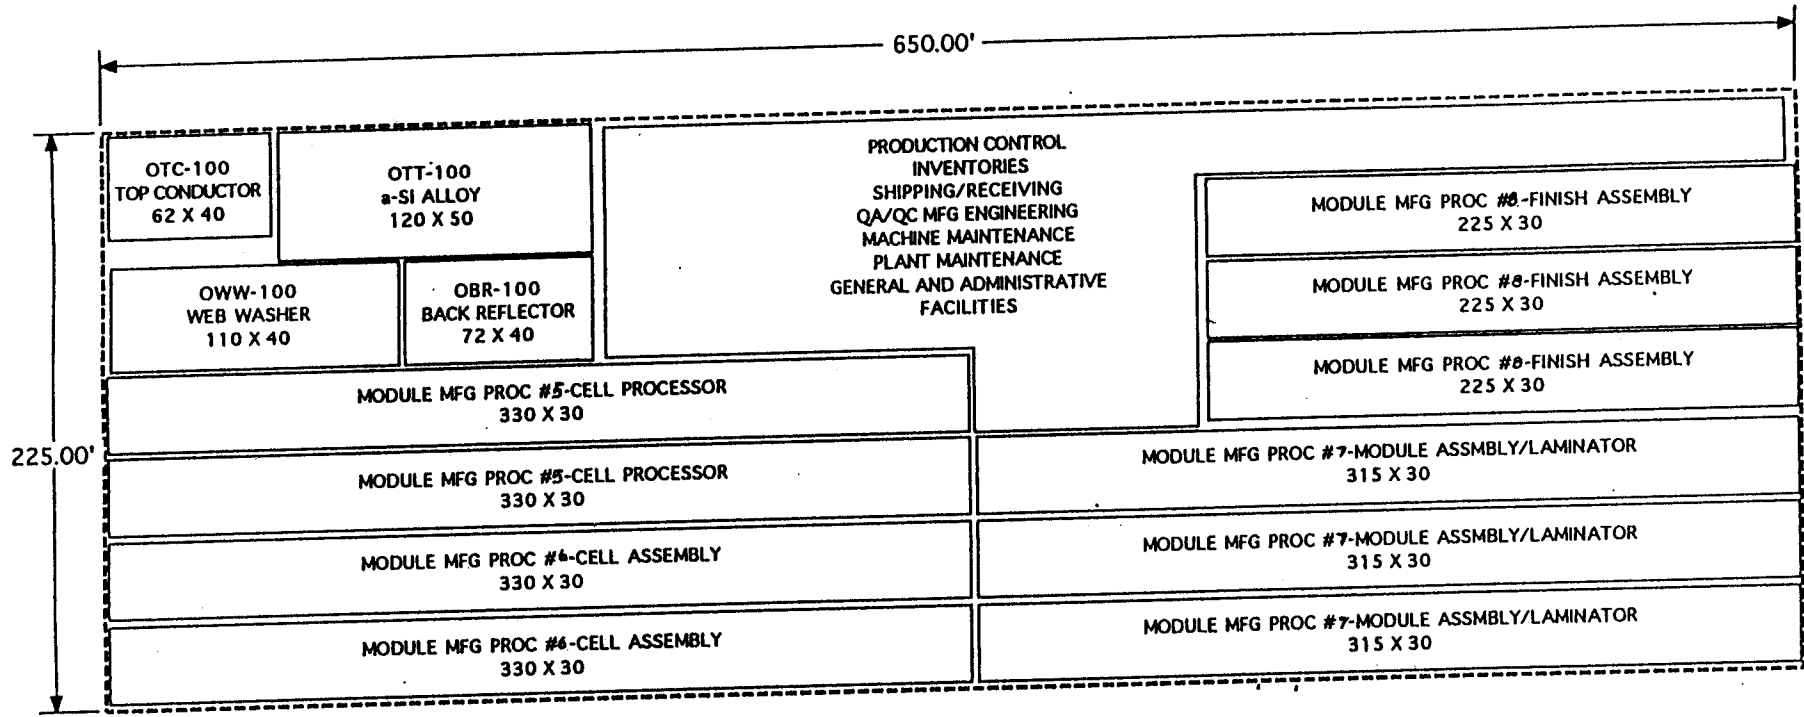 650.00'
225.00'
OTC-100
TOP CONDUCTOR
62 X 40
OTT-100
a-Si ALLOY
120 X 50
OWW-100
WEB WASHER
110 X 40
OBR-100
BACK REFLECTOR
72 X 40
PRODUCTION CONTROL
INVENTORIES
SHIPPING/RECEIVING
QA/QC MFG ENGINEERING
MACHINE MAINTENANCE
PLANT MAINTENANCE
GENERAL AND ADMINISTRATIVE
FACILITIES
MODULE MFG PROC #8-FINISH ASSEMBLY
225 X 30
MODULE MFG PROC #8-FINISH ASSEMBLY
225 X 30
MODULE MFG PROC #8-FINISH ASSEMBLY
225 X 30
MODULE MFG PROC #5-CELL PROCESSOR
330 X 30
MODULE MFG PROC #5-CELL PROCESSOR
330 X 30
MODULE MFG PROC #6-CELL ASSEMBLY
330 X 30
MODULE MFG PROC #6-CELL ASSEMBLY
330 X 30
MODULE MFG PROC #7-MODULE ASSMBLY/LAMINATOR
315 X 30
MODULE MFG PROC #7-MODULE ASSMBLY/LAMINATOR
315 X 30
MODULE MFG PROC #7-MODULE ASSMBLY/LAMINATOR
315 X 30